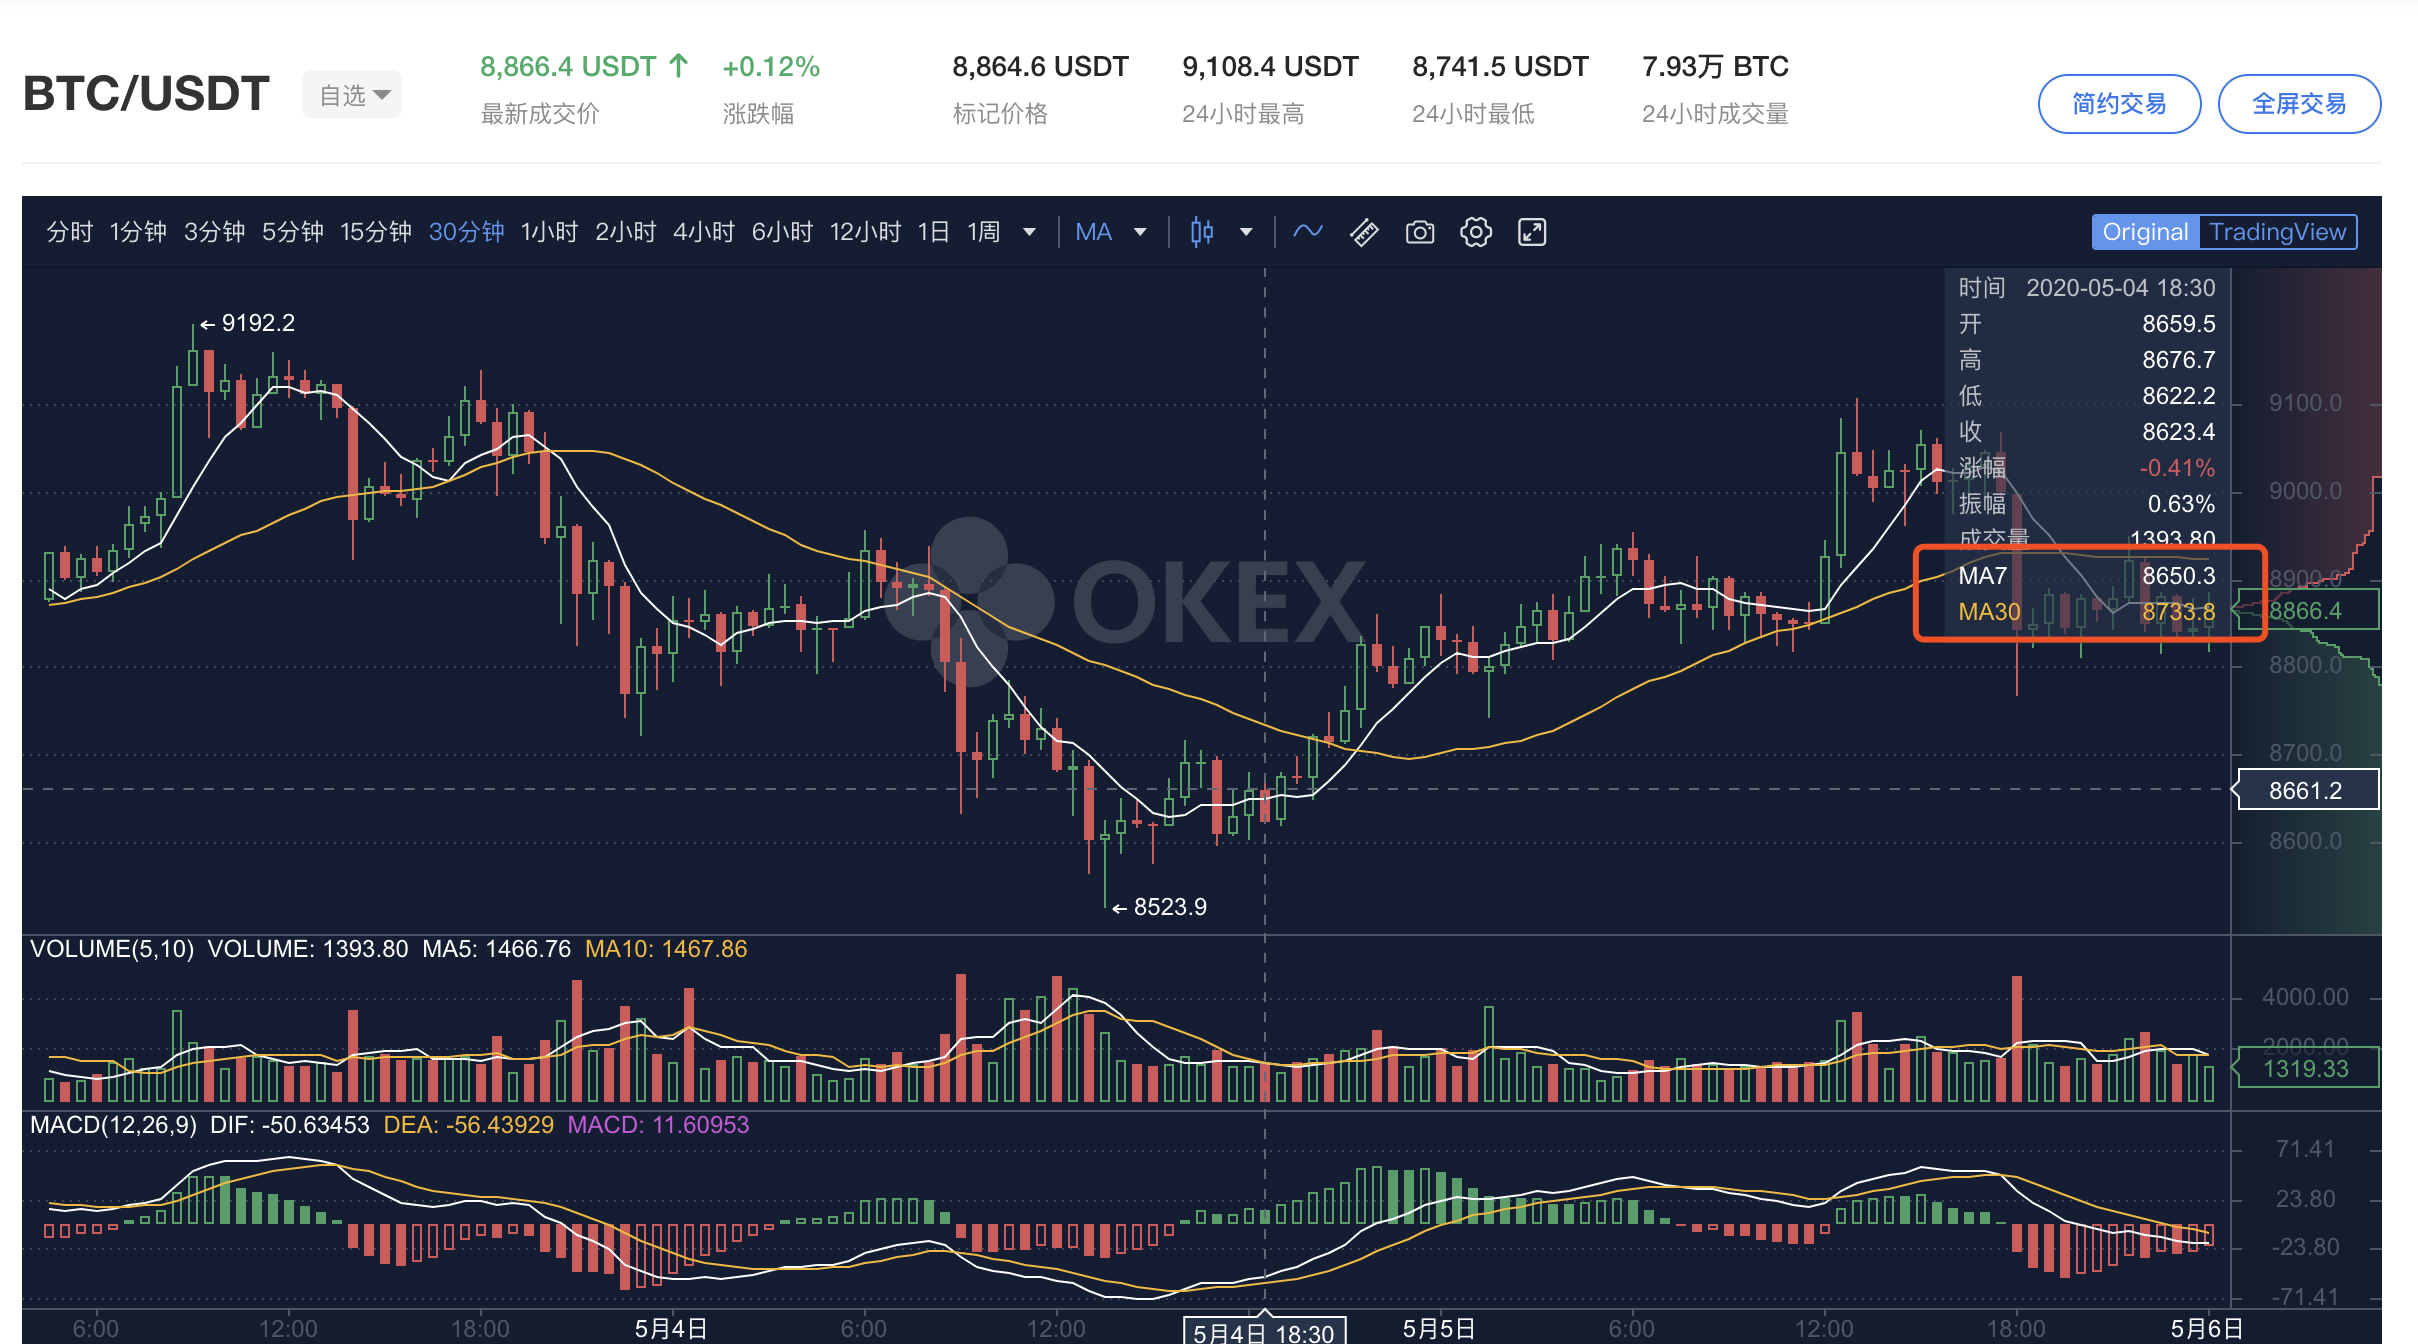 BTC/USDT 自选 8,866.4 USDT ↑ +0.12% 8,864.6 USDT 9,108.4 USDT 8,741.5 USDT 7.93万 BTC
最新成交价 涨跌幅 标记价格 24小时最高 24小时最低 24小时成交量
简约交易 全屏交易
分时 1分钟 3分钟 5分钟 15分钟 30分钟 1小时 2小时 4小时 6小时 12小时 1日 1周 MA Original TradingView
时间 2020-05-04 18:30
开 8659.5
高 8676.7
低 8622.2
收 8623.4
涨幅 -0.41%
振幅 0.63%
成交量 1393.80
MA7 8650.3
MA30 8733.8
←9192.2
OKEX
←8523.9
9100.0
9000.0
8900.0
8866.4
8800.0
8700.0
8661.2
8600.0
VOLUME(5,10) VOLUME: 1393.80 MA5: 1466.76 MA10: 1467.86
4000.00
2000.00
1319.33
MACD(12,26,9) DIF: -50.63453 DEA: -56.43929 MACD: 11.60953
71.41
23.80
-23.80
-71.41
6:00 12:00 18:00 5月4日 6:00 12:00 5月4日 18:30 5月5日 6:00 12:00 18:00 5月6日